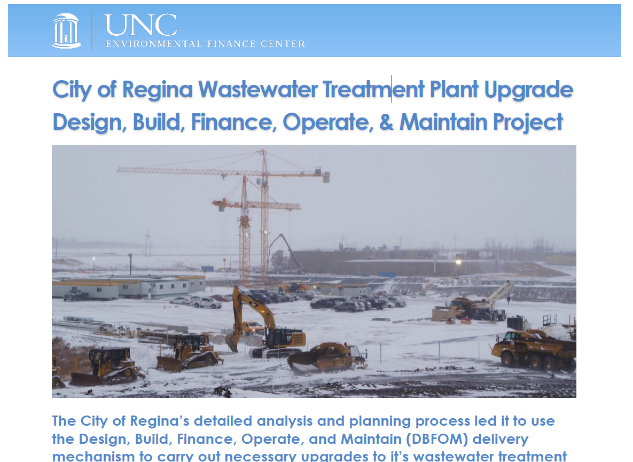 UNC
ENVIRONMENTAL FINANCE CENTER
City of Regina Wastewater Treatment Plant Upgrade
Design, Build, Finance, Operate, & Maintain Project
The City of Regina's detailed analysis and planning process led it to use
the Design, Build, Finance, Operate, and Maintain (DBFOM) delivery
mechanism to carry out necessary upgrades to it's wastewater treatment